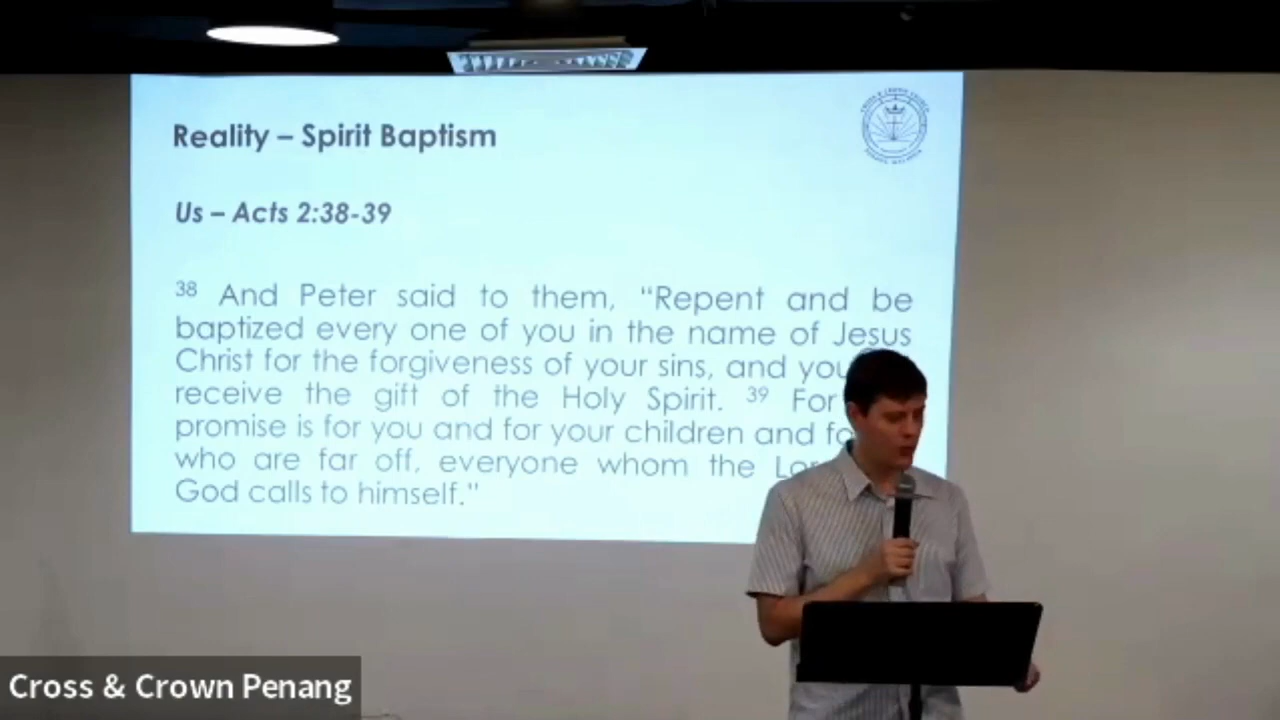 Reality – Spirit Baptism
Us – Acts 2:38-39
38 And Peter said to them, “Repent and be
baptized every one of you in the name of Jesus
Christ for the forgiveness of your sins, and you
receive the gift of the Holy Spirit. 39 For
promise is for you and for your children and
who are far off, everyone whom the
God calls to himself.”
Cross & Crown Penang